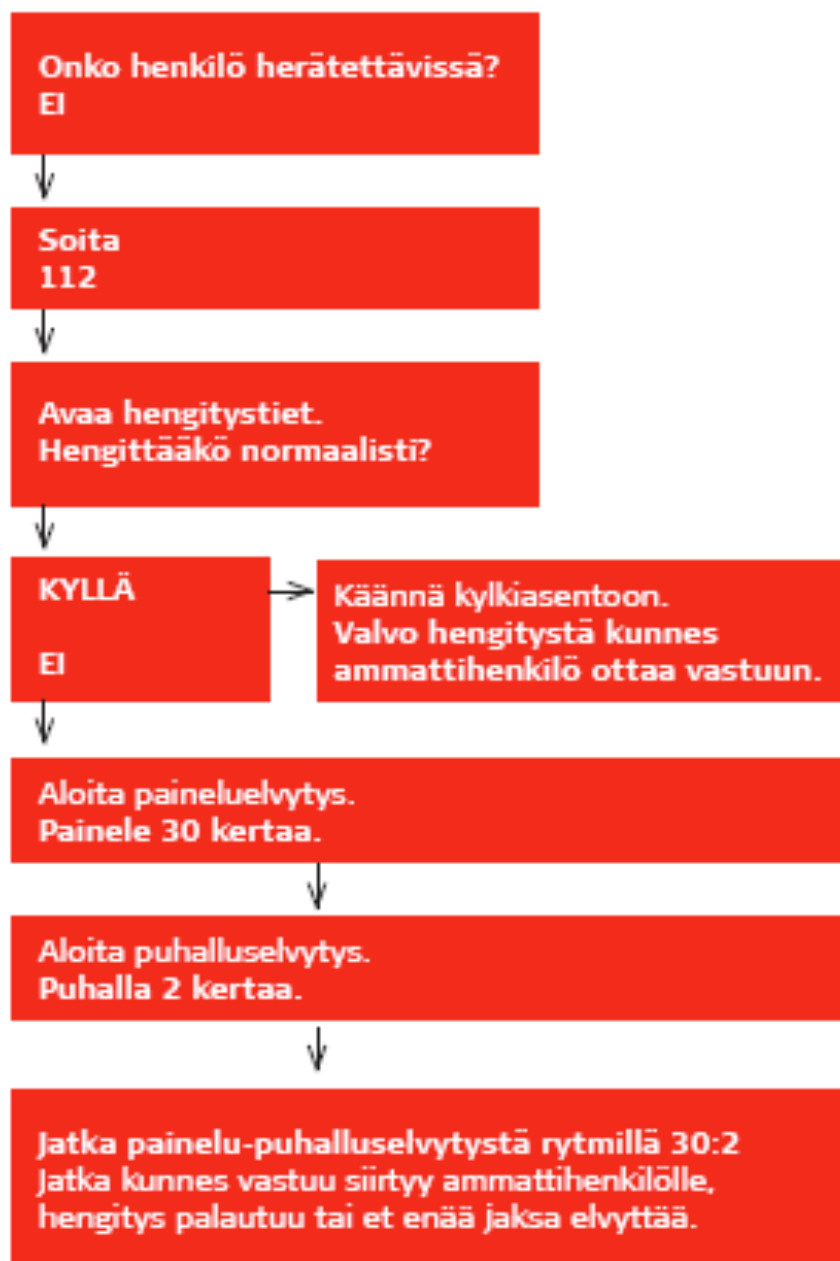 Onko henkilö herätettävissä?
EI
Soita
112
Avaa hengitystiet.
Hengittääkö normaalisti?
KYLLÄ
EI
Käännä kylkiasentoon.
Valvo hengitystä kunnes
ammattihenkilö ottaa vastuun.
Aloita paineluelvytys.
Painele 30 kertaa.
Aloita puhalluselvytys.
Puhalla 2 kertaa.
Jatka painelu-puhalluselvytystä rytmillä 30:2
Jatka kunnes vastuu siirtyy ammattihenkilölle,
hengitys palautuu tai et enää jaksa elvyttää.